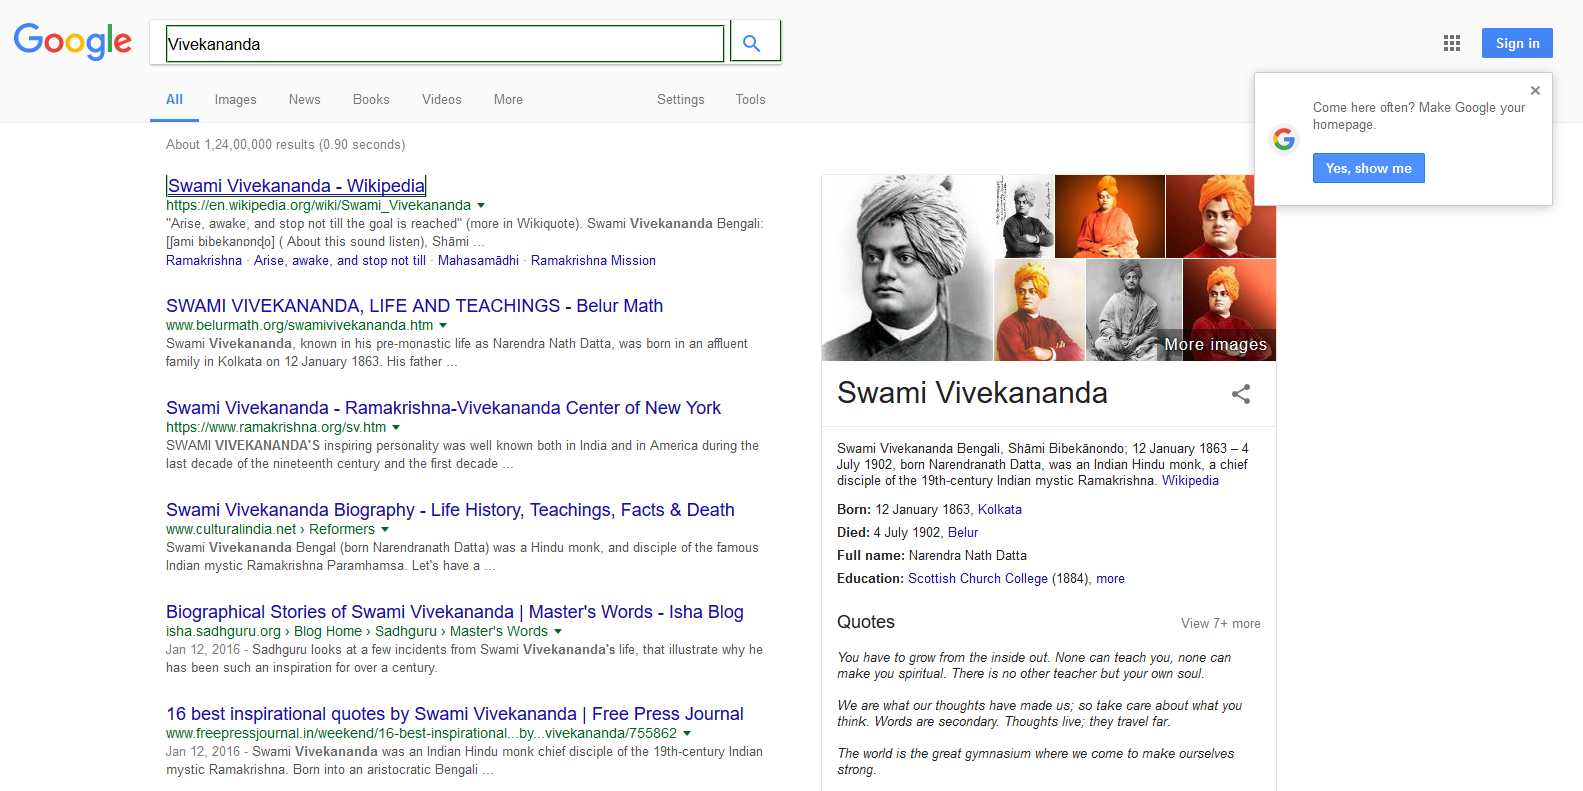 Google
Vivekananda
Sign in
All Images News Books Videos More Settings Tools
Come here often? Make Google your
homepage.
Yes, show me
About 1,24,00,000 results (0.90 seconds)
Swami Vivekananda - Wikipedia
https://en.wikipedia.org/wiki/Swami_Vivekananda
"Arise, awake, and stop not till the goal is reached" (more in Wikiquote). Swami Vivekananda Bengali:
[ʃami bibekanɒnɖo] ( About this sound listen), Shāmi ...
Ramakrishna · Arise, awake, and stop not till · Mahasamādhi · Ramakrishna Mission
SWAMI VIVEKANANDA, LIFE AND TEACHINGS - Belur Math
www.belurmath.org/swamivivekananda.htm
Swami Vivekananda, known in his pre-monastic life as Narendra Nath Datta, was born in an affluent
family in Kolkata on 12 January 1863. His father ...
Swami Vivekananda - Ramakrishna-Vivekananda Center of New York
https://www.ramakrishna.org/sv.htm
SWAMI VIVEKANANDA'S inspiring personality was well known both in India and in America during the
last decade of the nineteenth century and the first decade ...
Swami Vivekananda Biography - Life History, Teachings, Facts & Death
www.culturalindia.net › Reformers
Swami Vivekananda Bengal (born Narendranath Datta) was a Hindu monk, and disciple of the famous
Indian mystic Ramakrishna Paramhamsa. Let's have a ...
Biographical Stories of Swami Vivekananda | Master's Words - Isha Blog
isha.sadhguru.org › Blog Home › Sadhguru › Master's Words
Jan 12, 2016 - Sadhguru looks at a few incidents from Swami Vivekananda's life, that illustrate why he
has been such an inspiration for over a century.
16 best inspirational quotes by Swami Vivekananda | Free Press Journal
www.freepressjournal.in/weekend/16-best-inspirational...by...vivekananda/755862
Jan 12, 2016 - Swami Vivekananda was an Indian Hindu monk chief disciple of the 19th-century Indian
mystic Ramakrishna. Born into an aristocratic Bengali ...
More images
Swami Vivekananda
Swami Vivekananda Bengali, Shāmi Bibekānondo; 12 January 1863 – 4
July 1902, born Narendranath Datta, was an Indian Hindu monk, a chief
disciple of the 19th-century Indian mystic Ramakrishna. Wikipedia
Born: 12 January 1863, Kolkata
Died: 4 July 1902, Belur
Full name: Narendra Nath Datta
Education: Scottish Church College (1884), more
Quotes View 7+ more
You have to grow from the inside out. None can teach you, none can
make you spiritual. There is no other teacher but your own soul.
We are what our thoughts have made us; so take care about what you
think. Words are secondary. Thoughts live; they travel far.
The world is the great gymnasium where we come to make ourselves
strong.